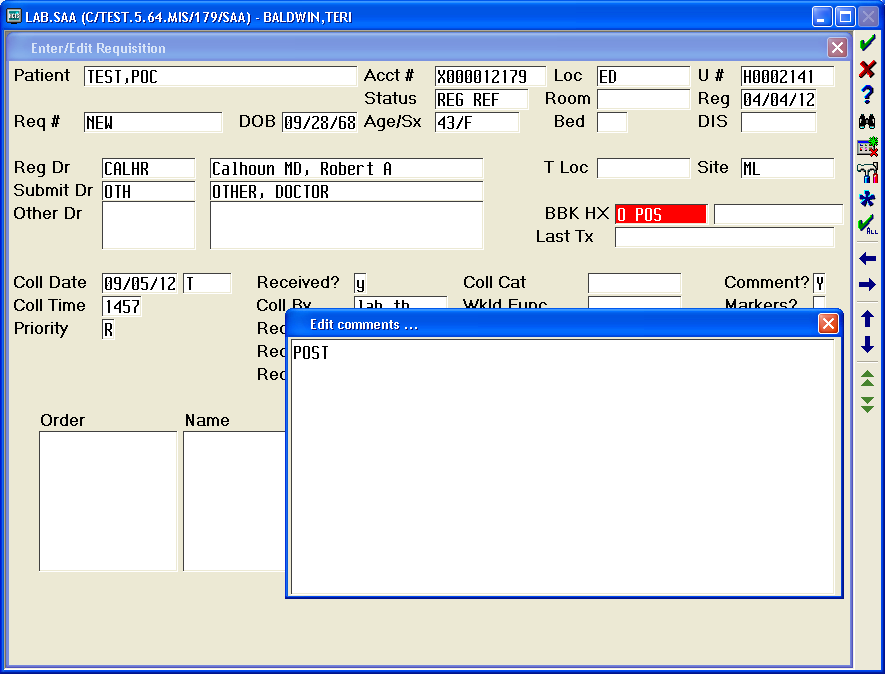 LAB.SAA (C/TEST.5.64.MIS/179/SAA) - BALDWIN,TERI
Enter/Edit Requisition
Patient TEST,POC Acct # X000012179 Loc ED U # H0002141
Status REG REF Room Reg 04/04/12
Req # NEW DOB 09/28/68 Age/Sx 43/F Bed DIS
Reg Dr CALHR Calhoun MD, Robert A T Loc Site ML
Submit Dr OTH OTHER, DOCTOR
Other Dr BBK HX O POS
Last Tx
Coll Date 09/05/12 T Received? y Coll Cat Comment? Y
Coll Time 1457 Coll By lab.th Wkld Func Markers?
Priority R Rec
Edit comments ...
POST
Rec
Rec
Order Name
ALL